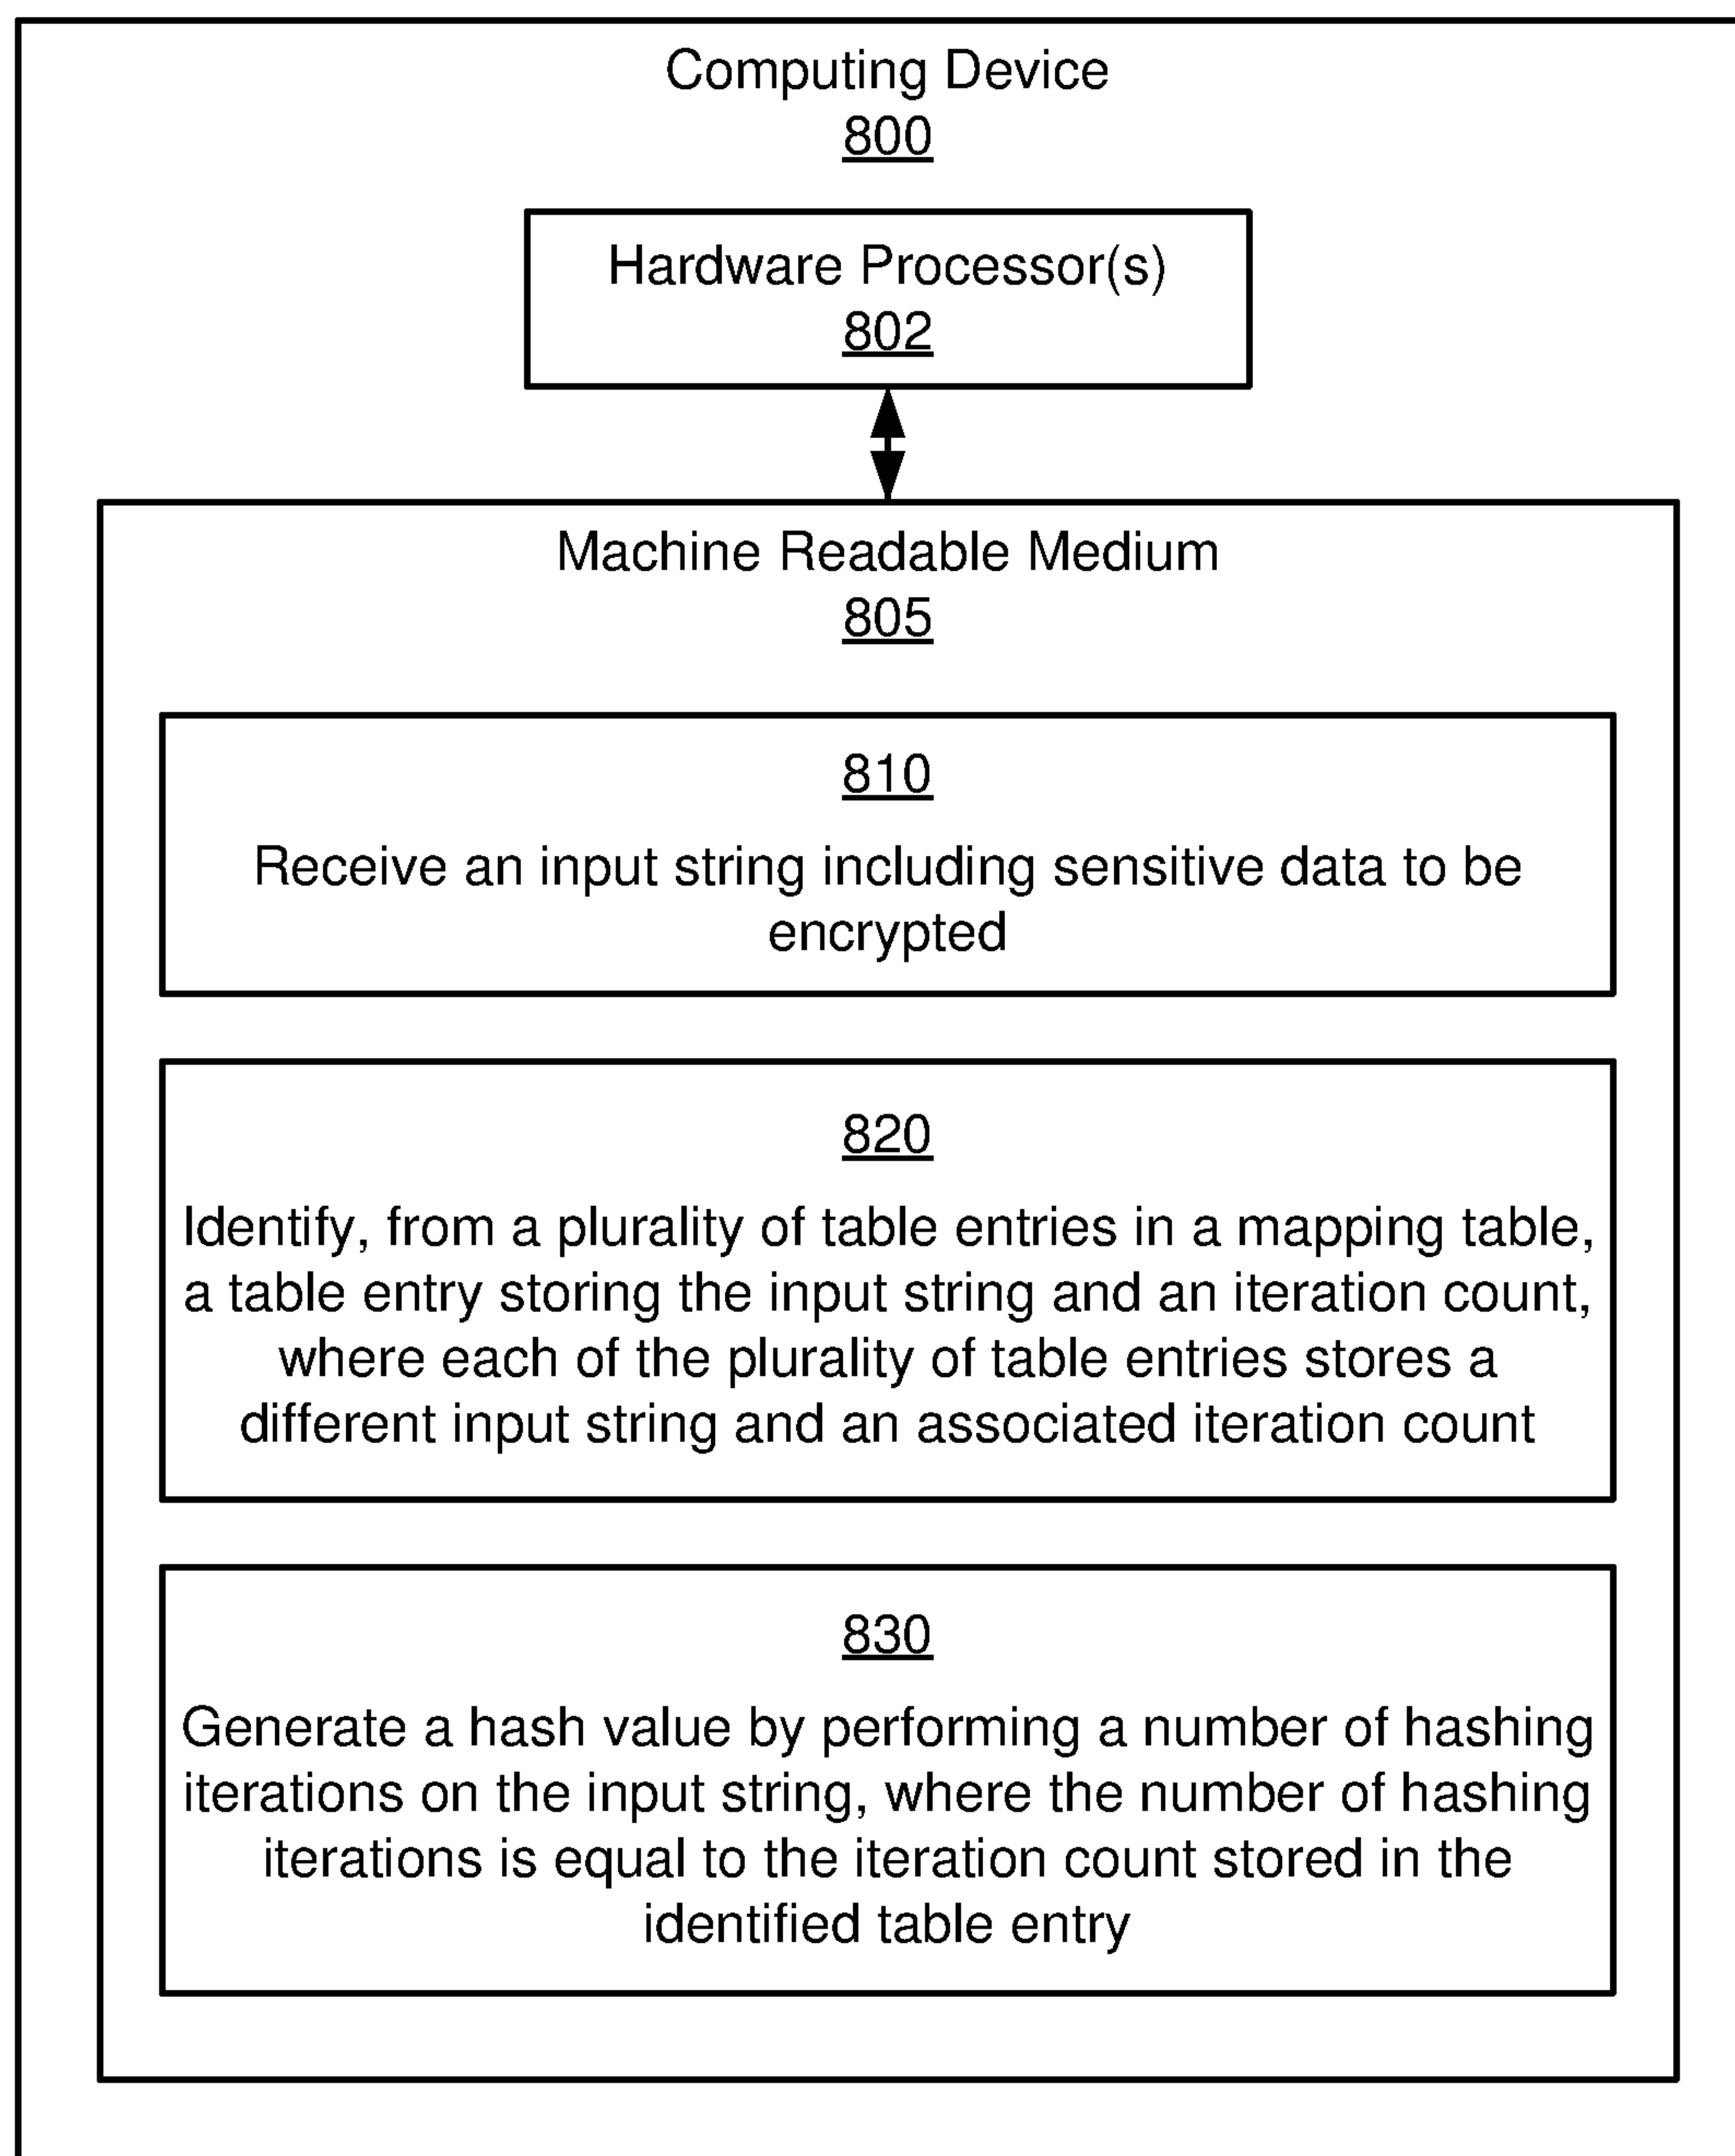 Computing Device
800
Hardware Processor(s)
802
Machine Readable Medium
805
810
Receive an input string including sensitive data to be
encrypted
820
Identify, from a plurality of table entries in a mapping table,
a table entry storing the input string and an iteration count,
where each of the plurality of table entries stores a
different input string and an associated iteration count
830
Generate a hash value by performing a number of hashing
iterations on the input string, where the number of hashing
iterations is equal to the iteration count stored in the
identified table entry